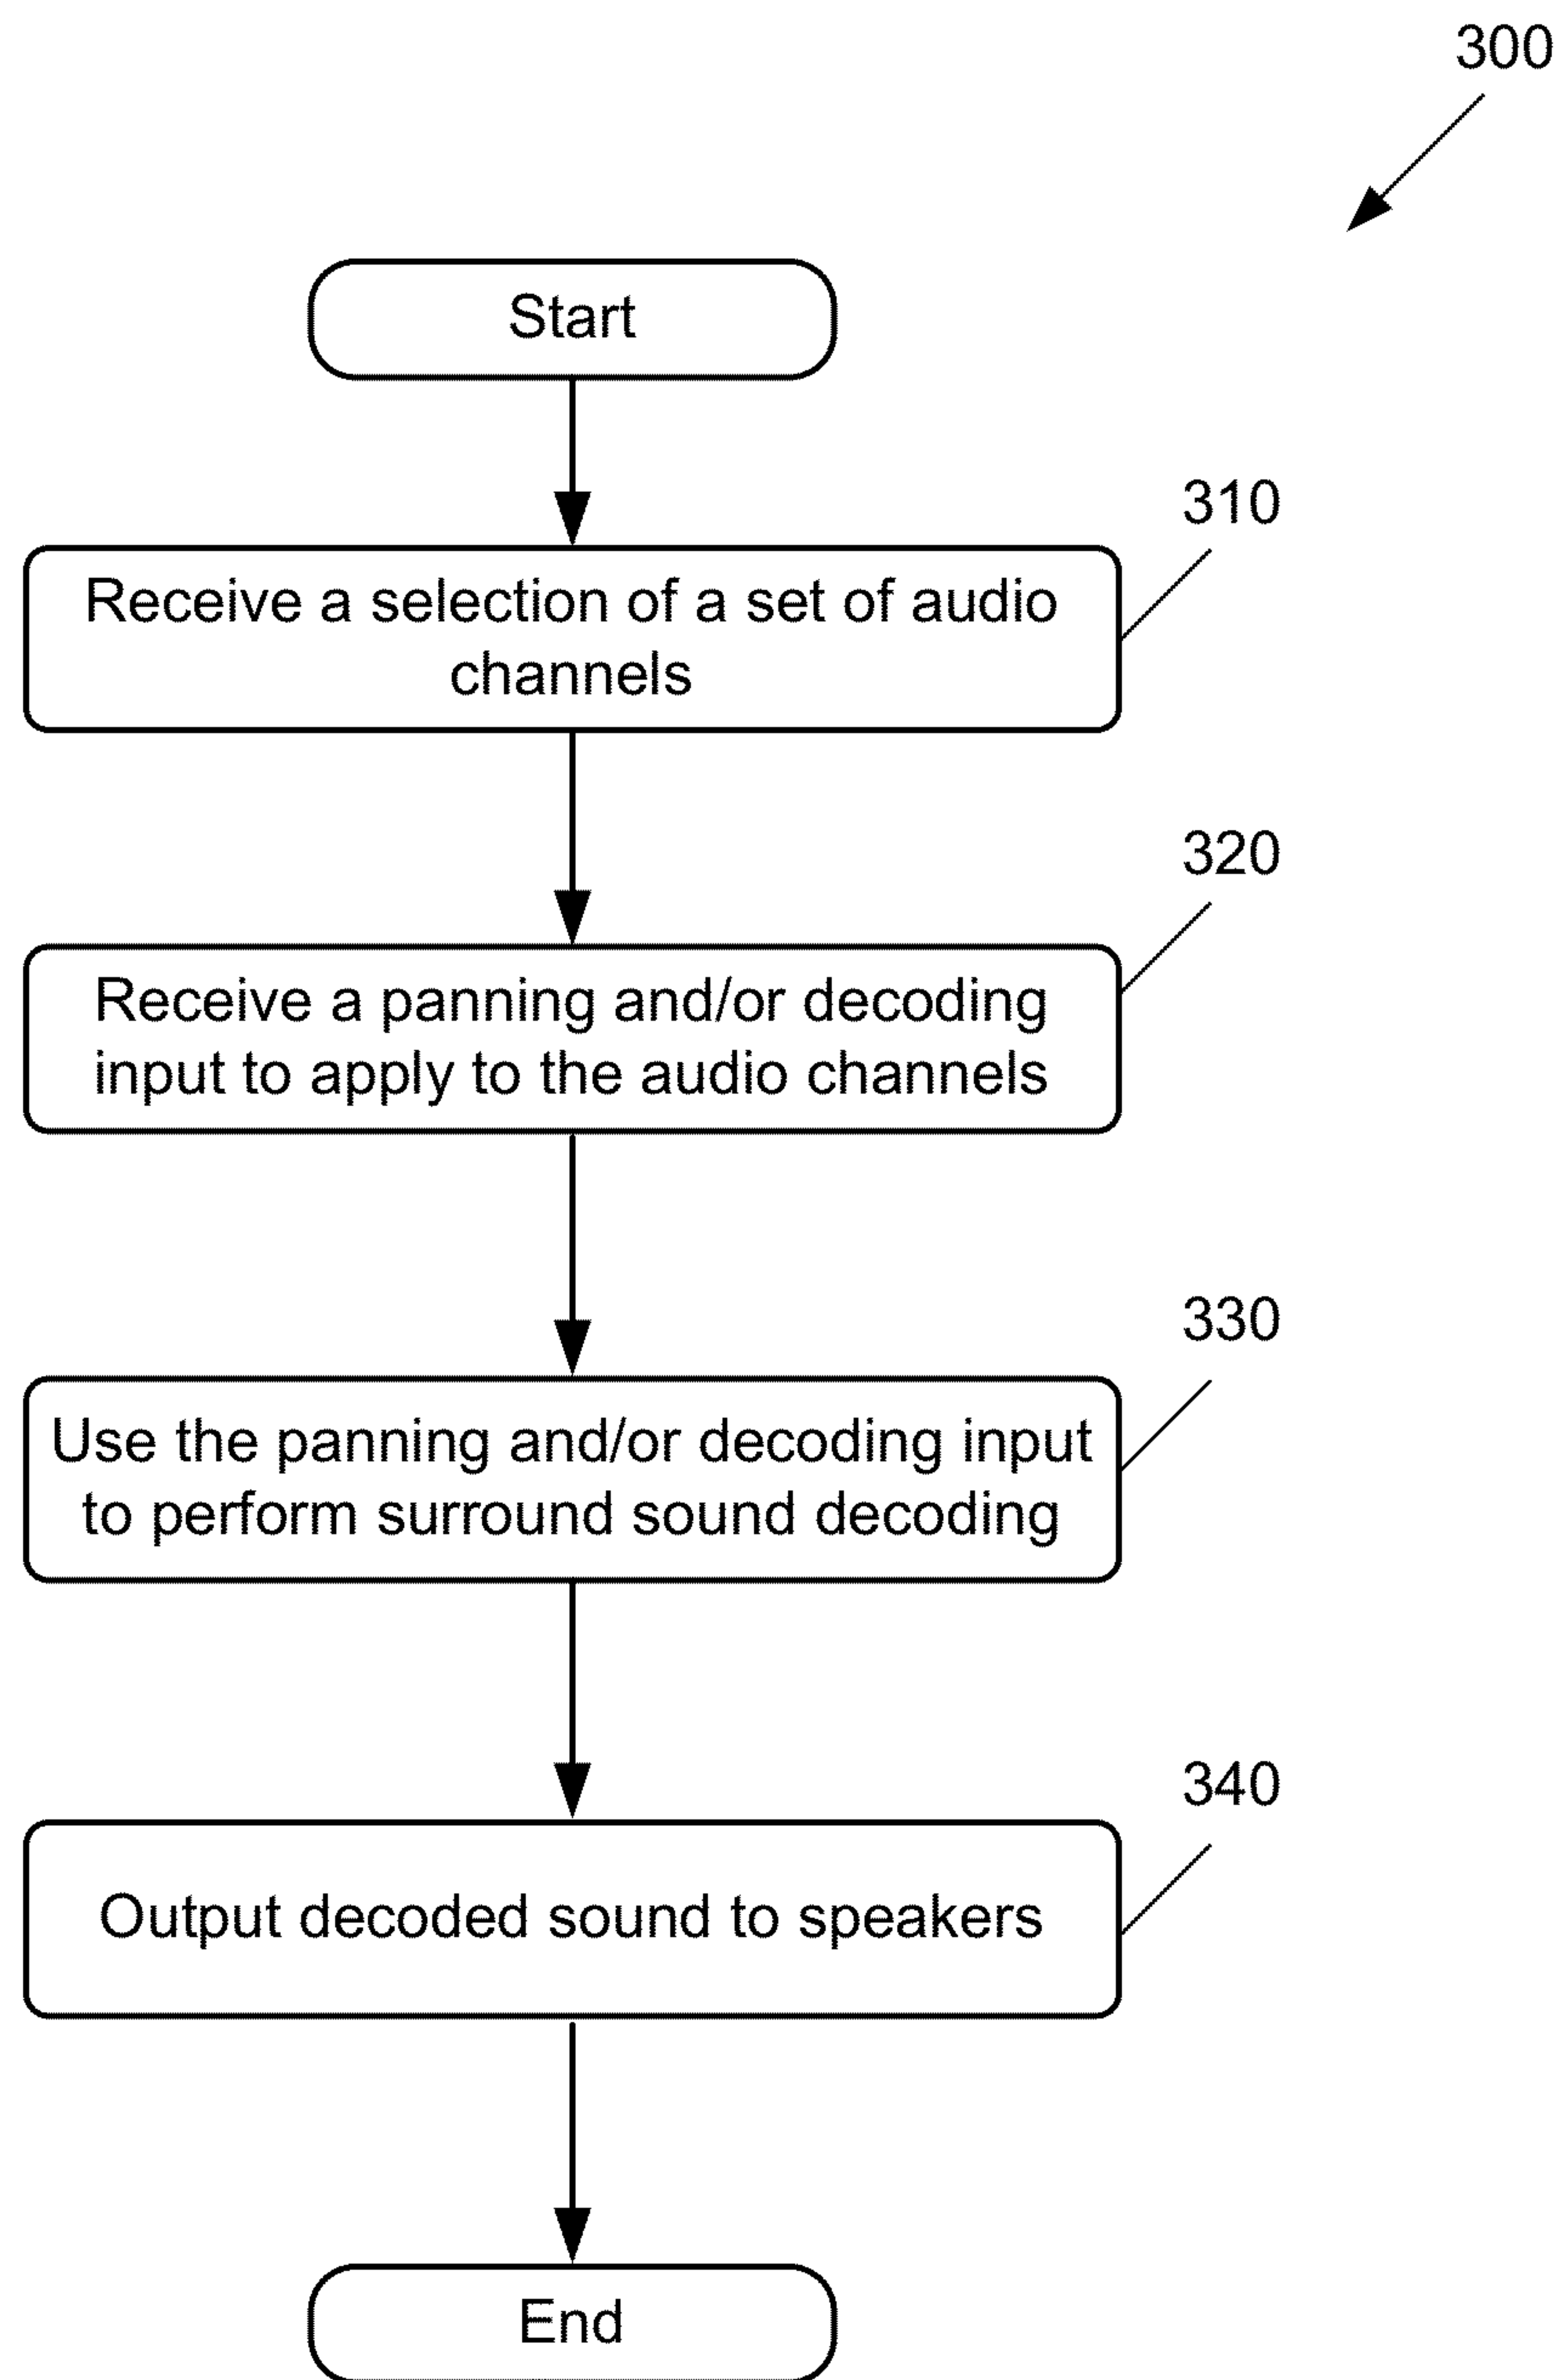 300
Start
310
Receive a selection of a set of audio
channels
320
Receive a panning and/or decoding
input to apply to the audio channels
330
Use the panning and/or decoding input
to perform surround sound decoding
340
Output decoded sound to speakers
End